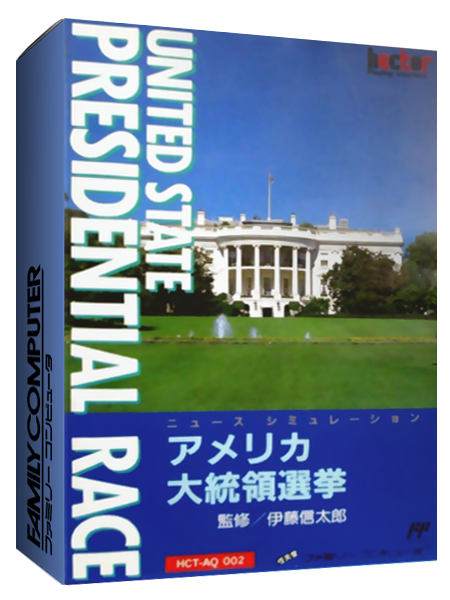 UNITED STATE
PRESIDENTIAL RACE
hector
ニュース シミュレーション
アメリカ
大統領選挙
監修／伊藤信太郎
HCT-AQ 002
FAMILY COMPUTER
ファミリー コンピュータ